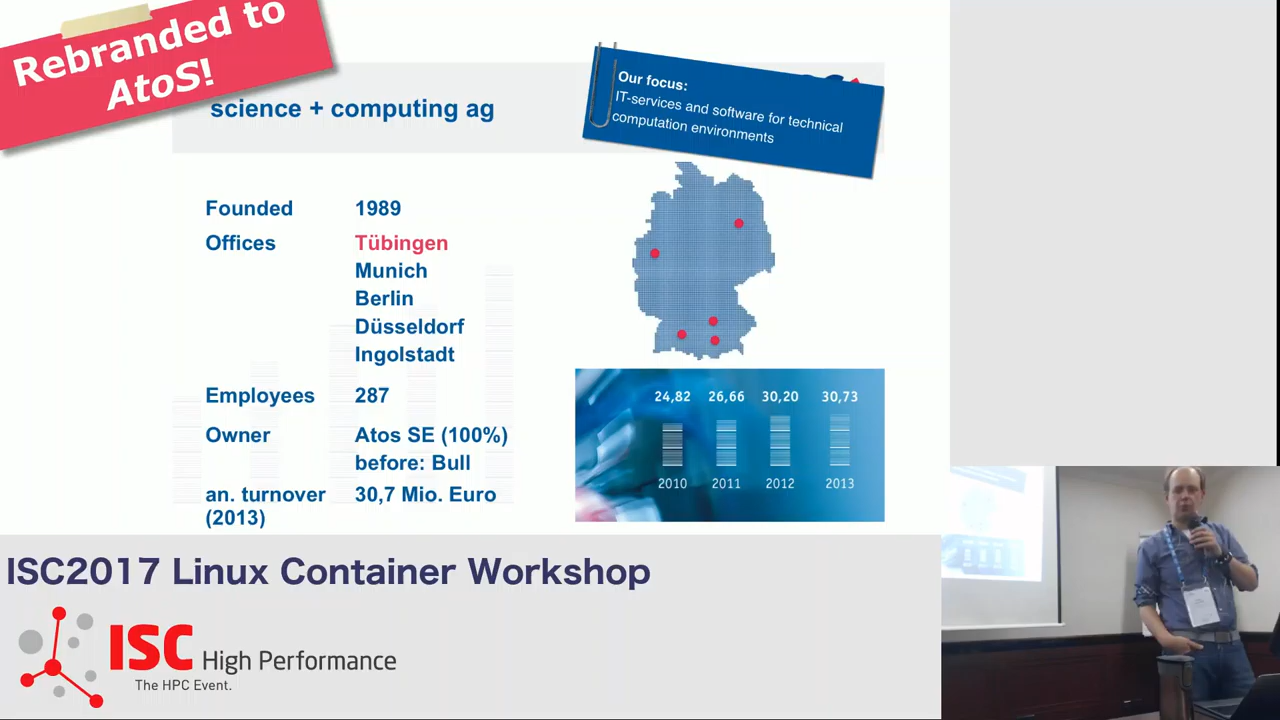 Rebranded to
AtoS!
science + computing ag
Our focus:
IT-services and software for technical
computation environments
Founded 1989
Offices Tübingen
Munich
Berlin
Düsseldorf
Ingolstadt
Employees 287
Owner Atos SE (100%)
before: Bull
an. turnover 30,7 Mio. Euro
(2013)
24,82 26,66 30,20 30,73
2010 2011 2012 2013
ISC2017 Linux Container Workshop
ISC High Performance
The HPC Event.